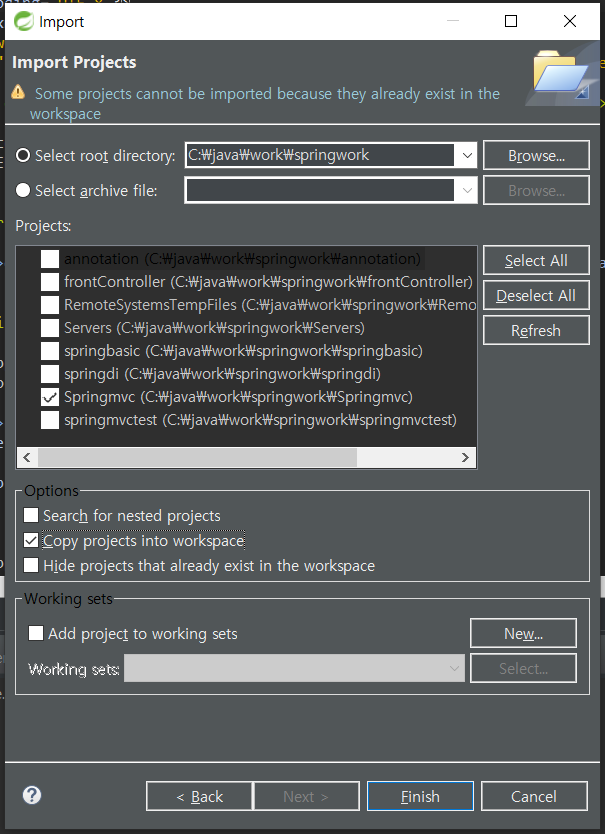 Import
Import Projects
Some projects cannot be imported because they already exist in the
workspace
Select root directory:
C:₩java₩work₩springwork
Browse...
Select archive file:
Browse...
Projects:
annotation (C:₩java₩work₩springwork₩annotation)
frontController (C:₩java₩work₩springwork₩frontController)
RemoteSystemsTempFiles (C:₩java₩work₩springwork₩Remo
Servers (C:₩java₩work₩springwork₩Servers)
springbasic (C:₩java₩work₩springwork₩springbasic)
springdi (C:₩java₩work₩springwork₩springdi)
Springmvc (C:₩java₩work₩springwork₩Springmvc)
springmvctest (C:₩java₩work₩springwork₩springmvctest)
Select All
Deselect All
Refresh
Options
Search for nested projects
Copy projects into workspace
Hide projects that already exist in the workspace
Working sets
Add project to working sets
New...
Working sets:
Select...
< Back
Next >
Finish
Cancel